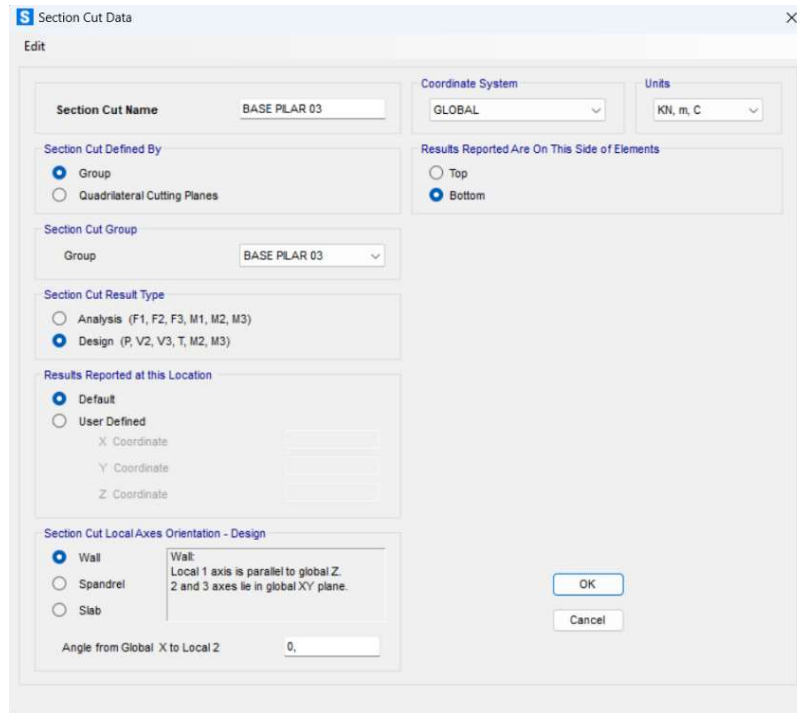 S Section Cut Data
Edit
Section Cut Name BASE PILAR 03
Coordinate System
GLOBAL
Units
KN, m, C
Section Cut Defined By
Group
Quadrilateral Cutting Planes
Results Reported Are On This Side of Elements
Top
Bottom
Section Cut Group
Group BASE PILAR 03
Section Cut Result Type
Analysis (F1, F2, F3, M1, M2, M3)
Design (P, V2, V3, T, M2, M3)
Results Reported at this Location
Default
User Defined
X Coordinate
Y Coordinate
Z Coordinate
Section Cut Local Axes Orientation - Design
Wall
Spandrel
Slab
Wall:
Local 1 axis is parallel to global Z.
2 and 3 axes lie in global XY plane.
Angle from Global X to Local 2 0,
OK
Cancel